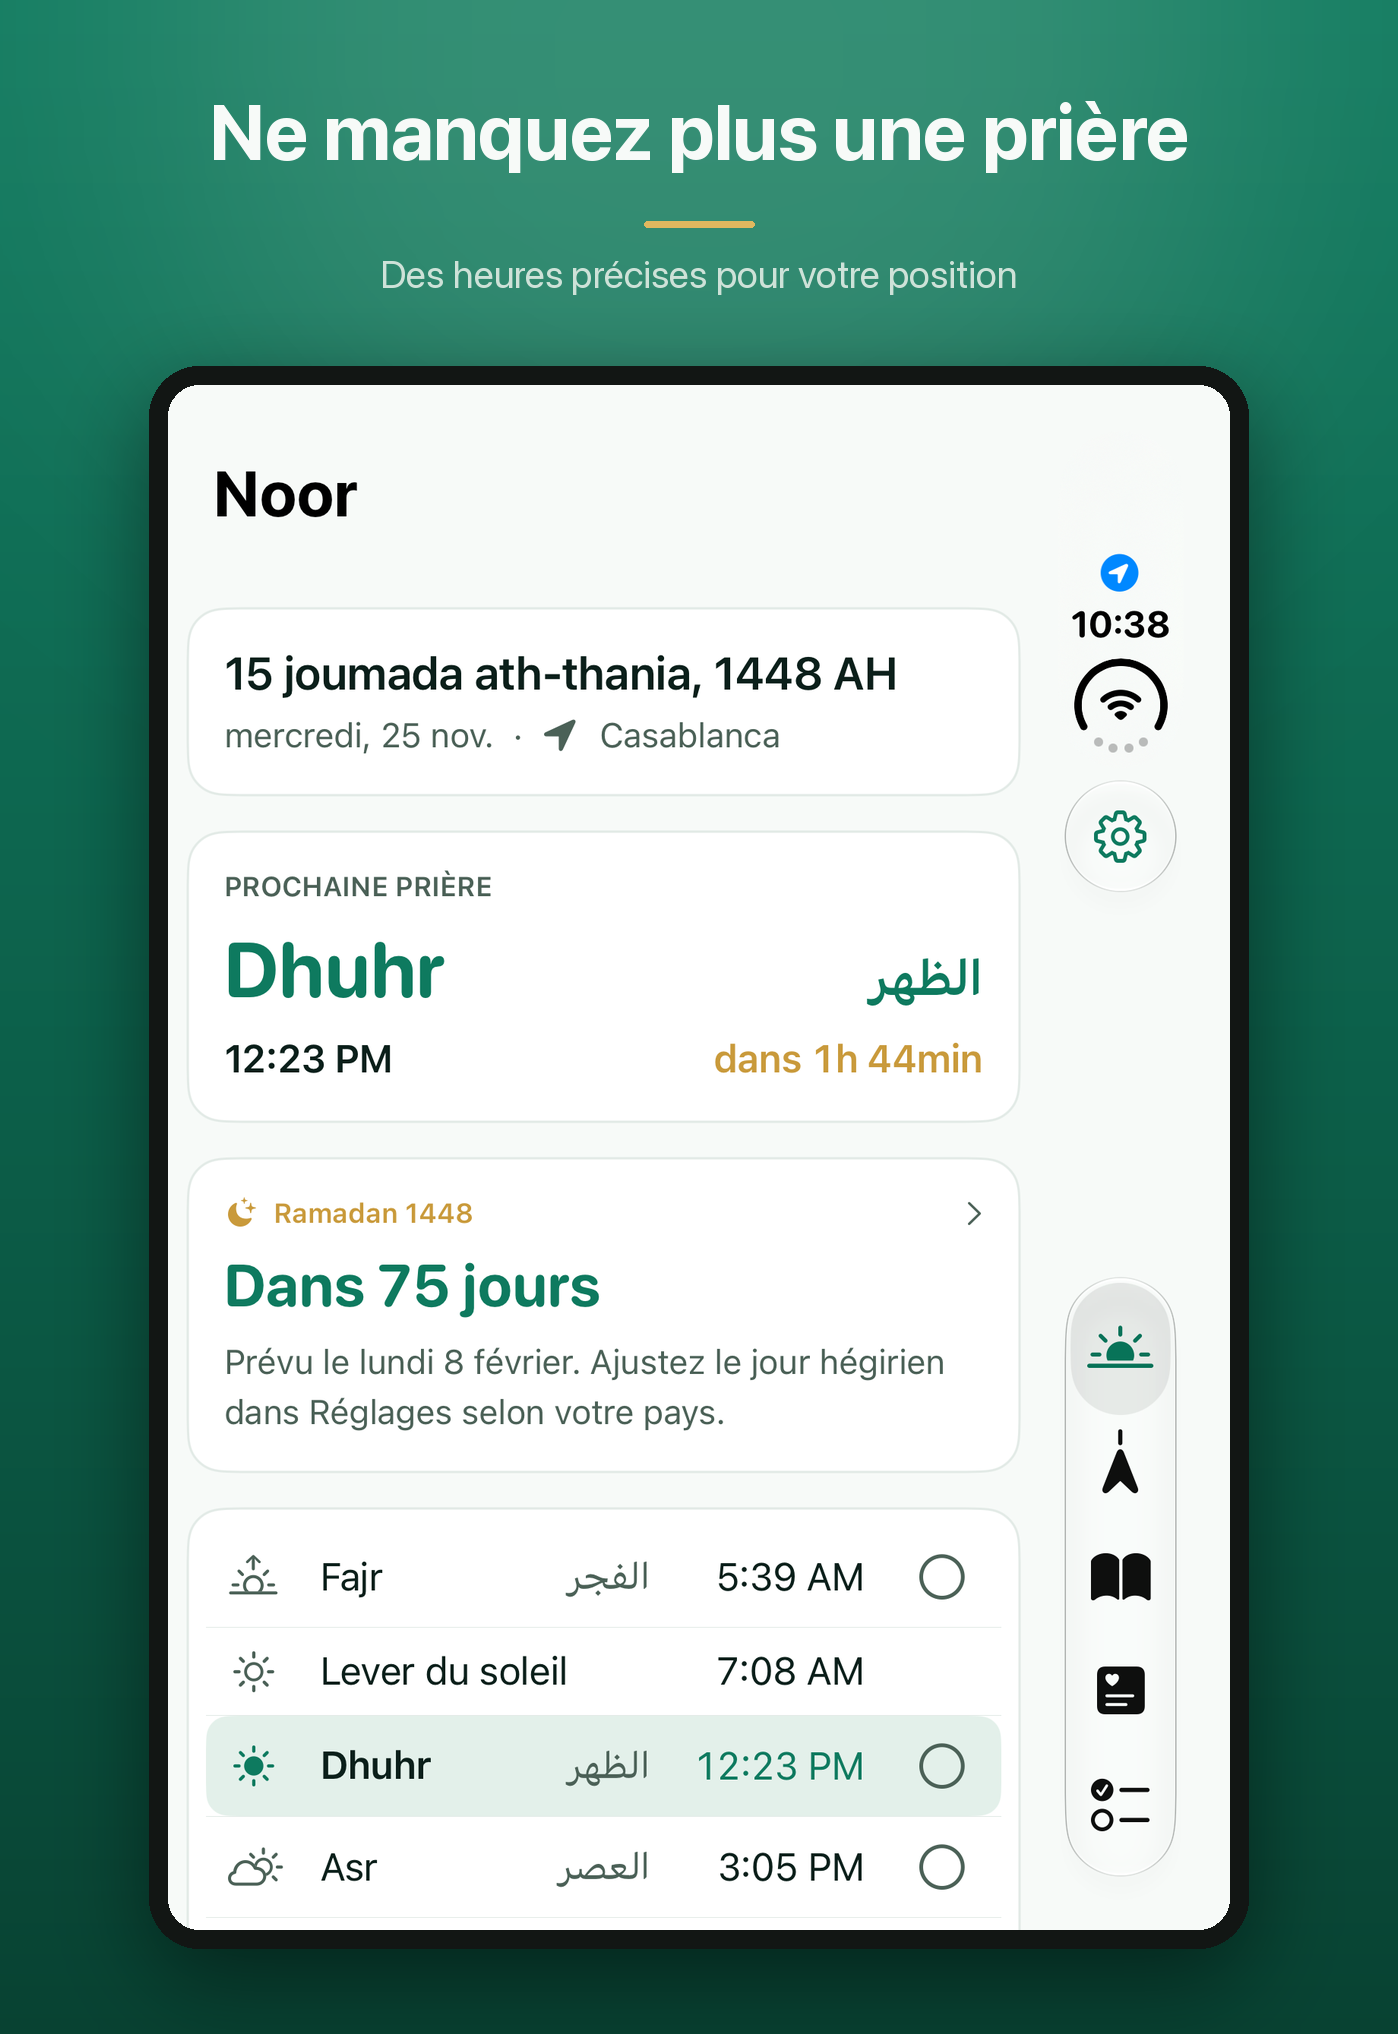 Ne manquez plus une prière
Des heures précises pour votre position
Noor
10:38
15 joumada ath-thania, 1448 AH
mercredi, 25 nov. · Casablanca
PROCHAINE PRIÈRE
Dhuhr الظهر
12:23 PM dans 1h 44min
Ramadan 1448
Dans 75 jours
Prévu le lundi 8 février. Ajustez le jour hégirien
dans Réglages selon votre pays.
Fajr الفجر 5:39 AM
Lever du soleil 7:08 AM
Dhuhr الظهر 12:23 PM
Asr العصر 3:05 PM